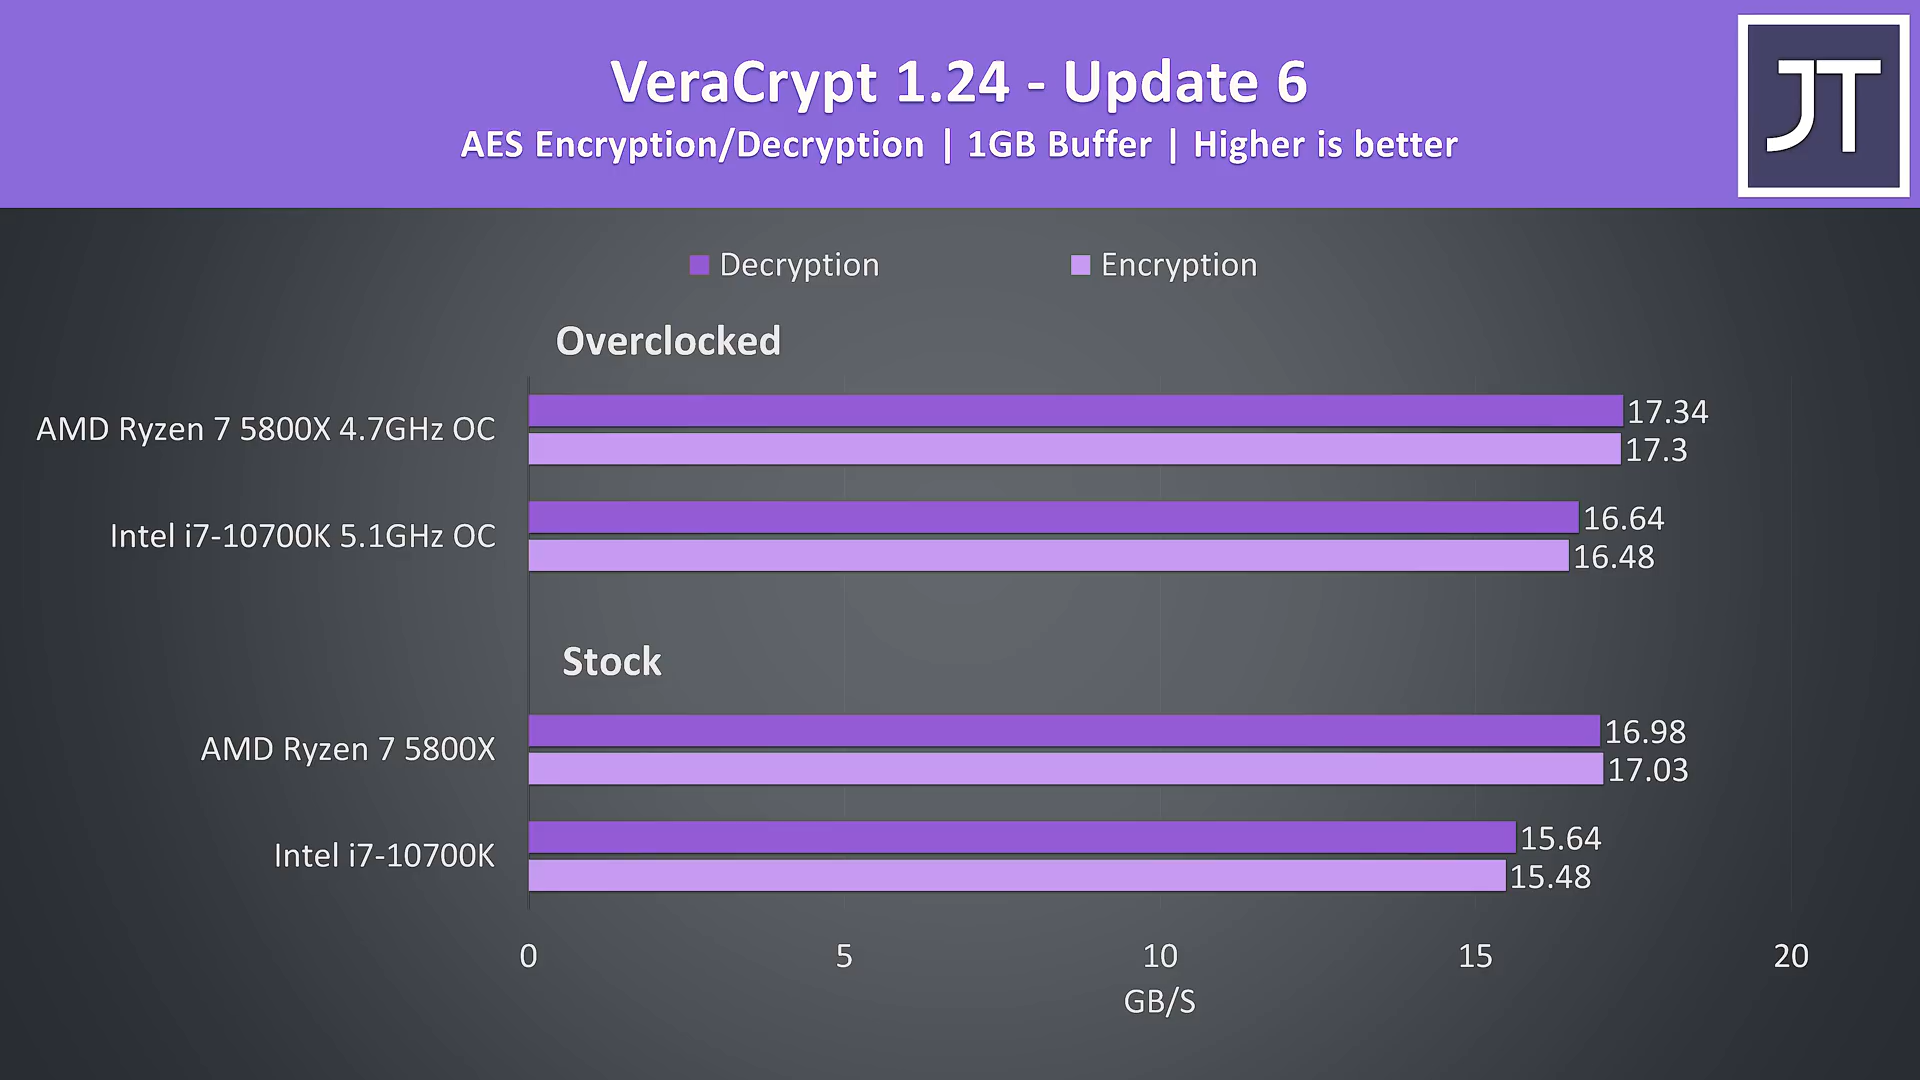 VeraCrypt 1.24 - Update 6
AES Encryption/Decryption | 1GB Buffer | Higher is better
JT
Decryption
Encryption
Overclocked
AMD Ryzen 7 5800X 4.7GHz OC
17.34
17.3
Intel i7-10700K 5.1GHz OC
16.64
16.48
Stock
AMD Ryzen 7 5800X
16.98
17.03
Intel i7-10700K
15.64
15.48
0 5 10 15 20
GB/S